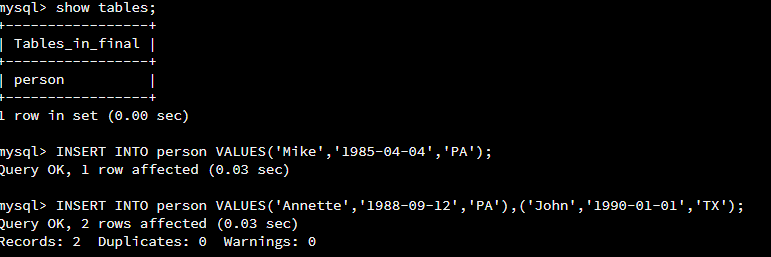 mysql> show tables;
+-----------------+
| Tables_in_final |
+-----------------+
| person          |
+-----------------+
1 row in set (0.00 sec)
mysql> INSERT INTO person VALUES('Mike','1985-04-04','PA');
Query OK, 1 row affected (0.03 sec)
mysql> INSERT INTO person VALUES('Annette','1988-09-12','PA'),('John','1990-01-01','TX');
Query OK, 2 rows affected (0.03 sec)
Records: 2  Duplicates: 0  Warnings: 0